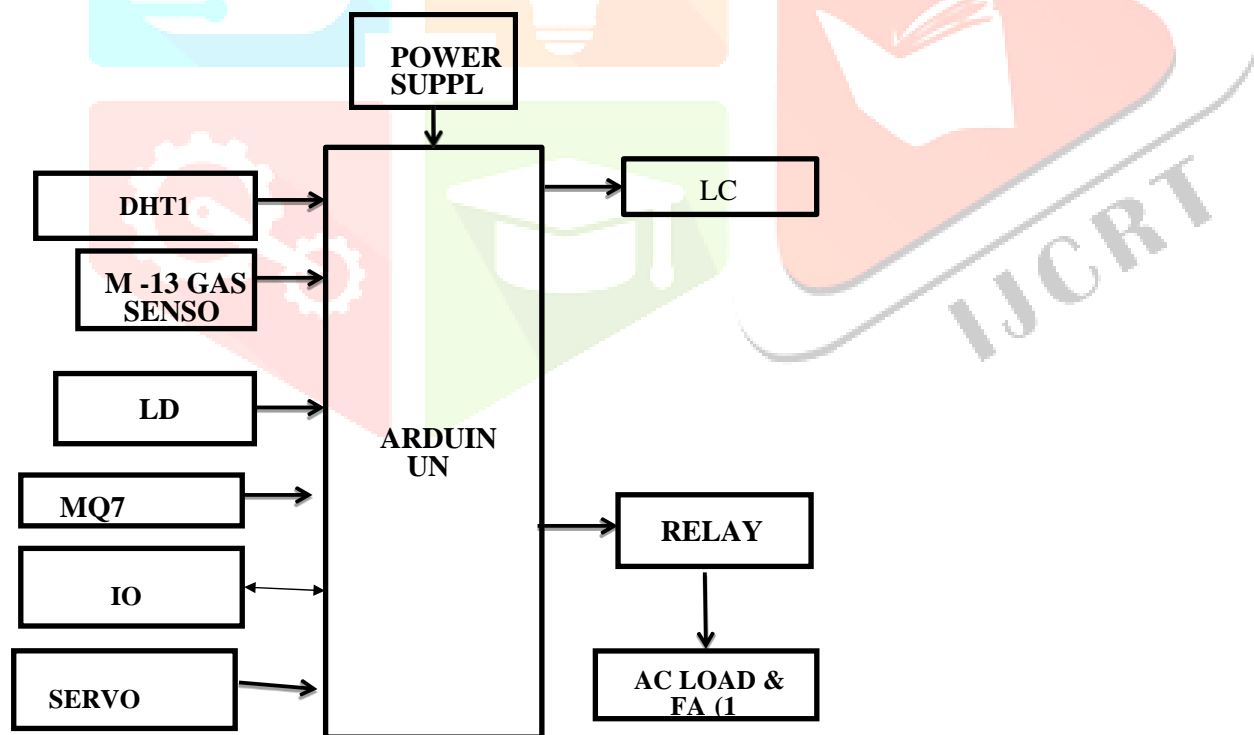 POWER
SUPPL
DHT1
LC
M -13 GAS
SENSO
LD
ARDUIN
UN
MQ7
RELAY
IO
SERVO
AC LOAD &
FA (1
IJCRT